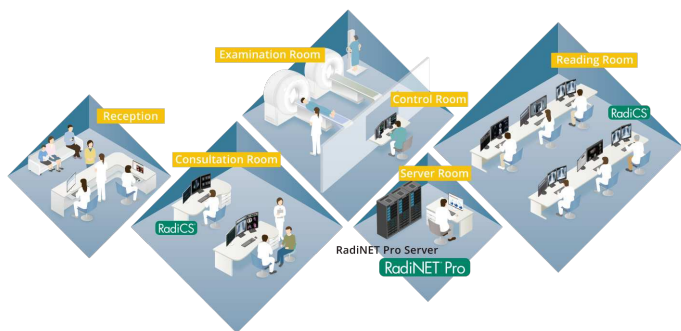 Examination Room
Reading Room
Control Room
RadiCS
Reception
Consultation Room
Server Room
RadiCS
RadiNET Pro Server
RadiNET Pro